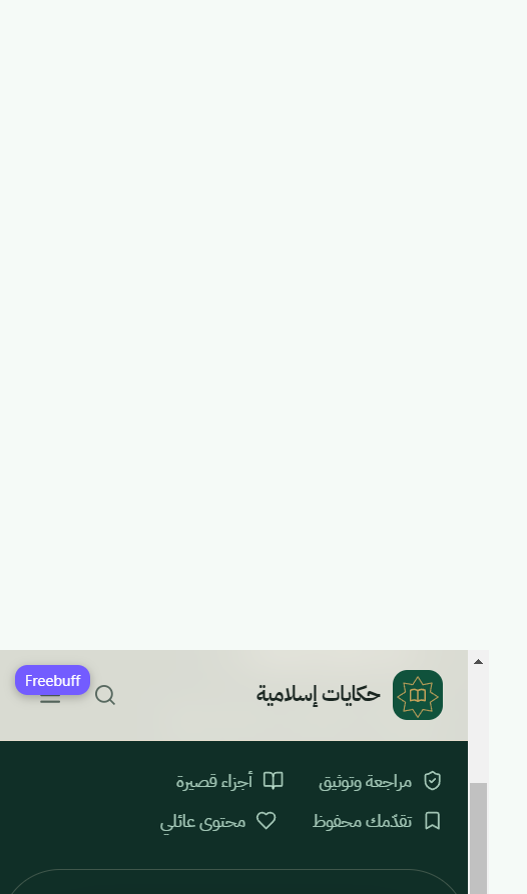 حكايات إسلامية
Freebuff
مراجعة وتوثيق أجزاء قصيرة
تقدّمك محفوظ محتوى عائلي